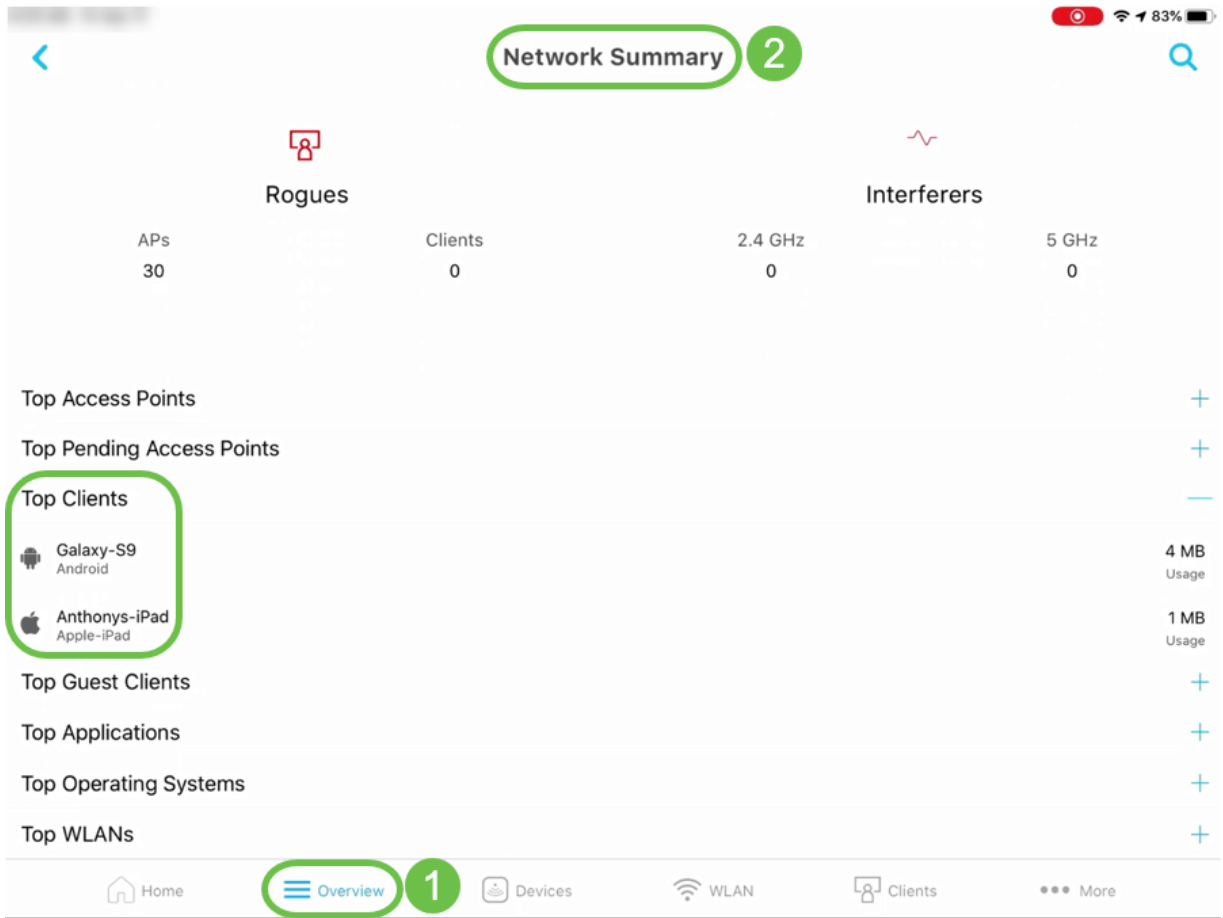 83%
Network Summary
2
Rogues
Interferers
APs
Clients
2.4 GHz
5 GHz
30
0
0
0
Top Access Points
Top Pending Access Points
Top Clients
Galaxy-S9
4 MB
Android
Usage
Anthonys-iPad
1 MB
Apple-iPad
Usage
Top Guest Clients
Top Applications
Top Operating Systems
Top WLANs
Home
Overview
1
Devices
WLAN
Clients
More